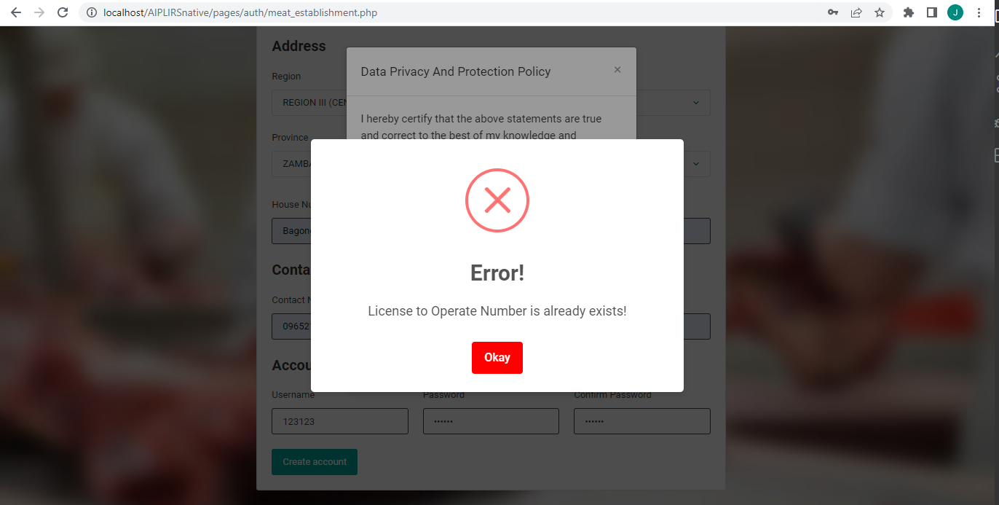 localhost/AIPLIRSnative/pages/auth/meat_establishment.php
J
Address
Data Privacy And Protection Policy
×
Region
REGION III (CEN
I hereby certify that the above statements are true
and correct to the best of my knowledge and
Province
ZAMBA
House Nu
Bagong
Error!
Conta
Contact N
License to Operate Number is already exists!
09652
Okay
Accou
Username
Password
Confirm Password
123123
Create account